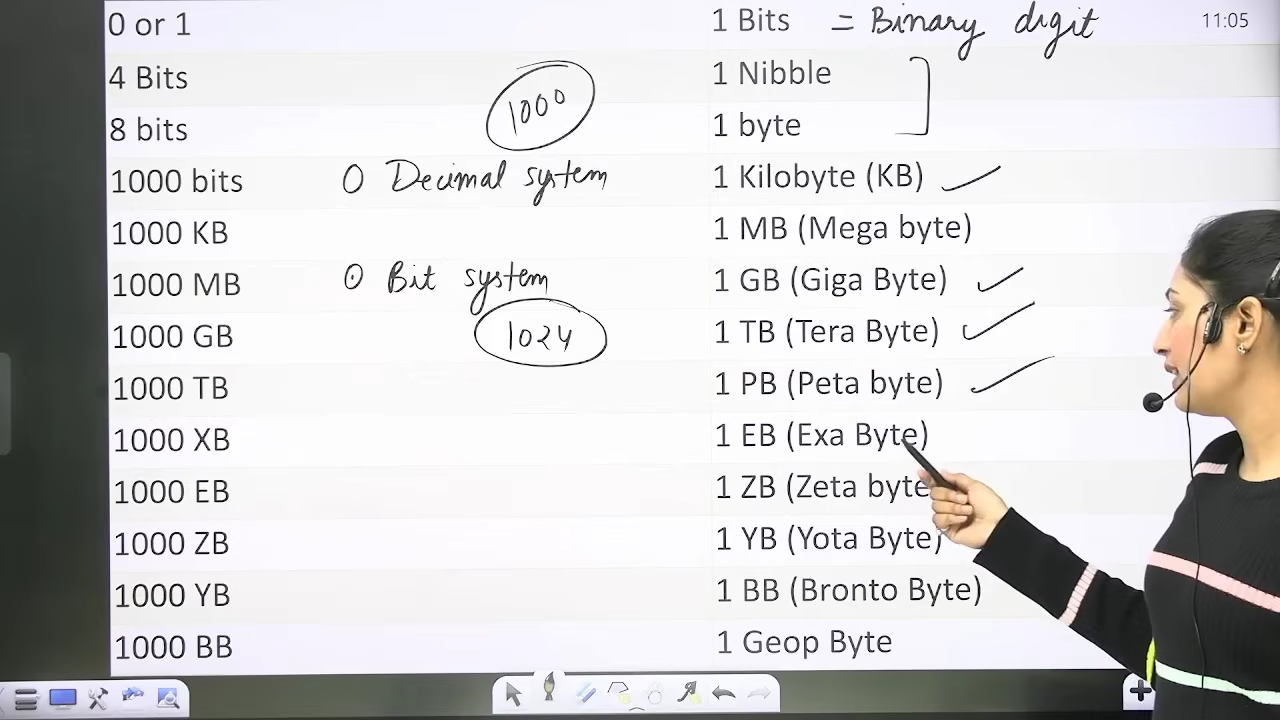 0 or 1 1 Bits = Binary digit 11:05
4 Bits 1 Nibble
1000
8 bits 1 byte
1000 bits O Decimal system 1 Kilobyte (KB)
1000 KB 1 MB (Mega byte)
1000 MB O Bit system 1 GB (Giga Byte)
1000 GB 1024 1 TB (Tera Byte)
1000 TB 1 PB (Peta byte)
1000 XB 1 EB (Exa Byte)
1000 EB 1 ZB (Zeta byte
1000 ZB 1 YB (Yota Byte)
1000 YB 1 BB (Bronto Byte)
1000 BB 1 Geop Byte